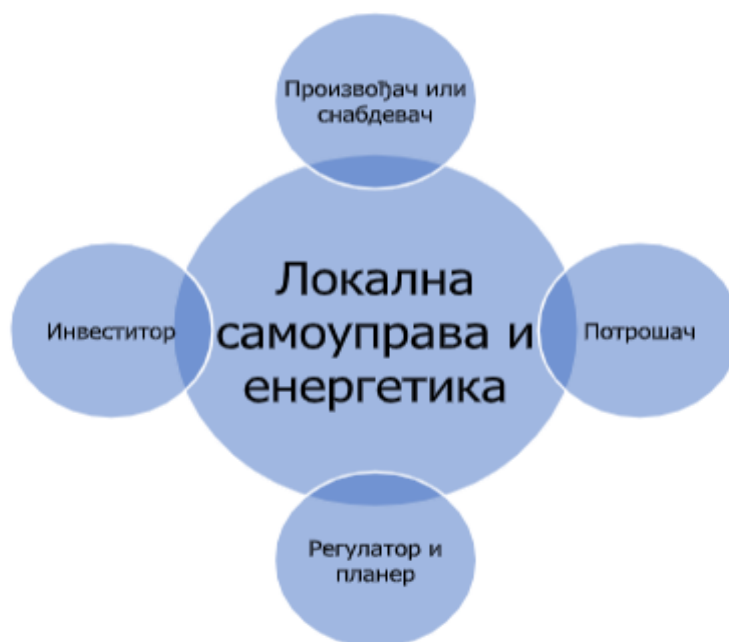 Произвођач или
снабдевач
Локална
самоуправа и
енергетика
Инвеститор
Потрошач
Регулатор и
планер